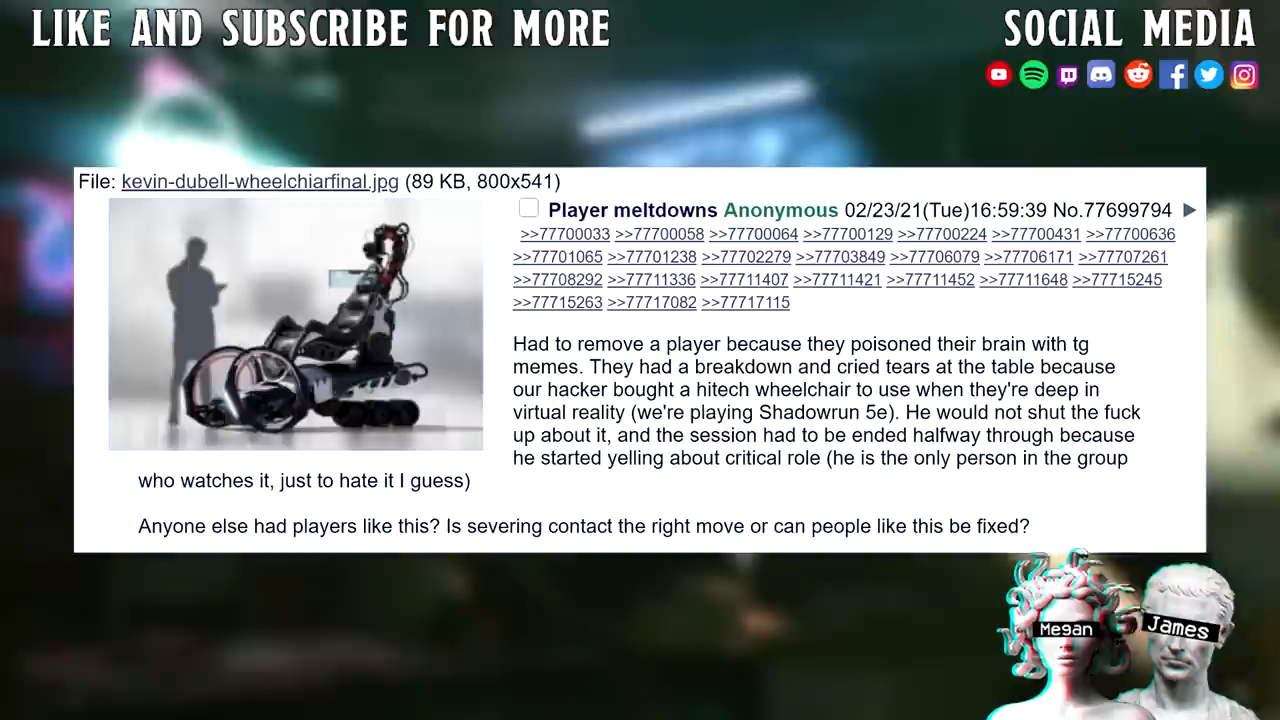 LIKE AND SUBSCRIBE FOR MORE
SOCIAL MEDIA
File: kevin-dubell-wheelchiarfinal.jpg (89 KB, 800x541)
Player meltdowns Anonymous 02/23/21(Tue)16:59:39 No.77699794 ▶
>>77700033 >>77700058 >>77700064 >>77700129 >>77700224 >>77700431 >>77700636
>>77701065 >>77701238 >>77702279 >>77703849 >>77706079 >>77706171 >>77707261
>>77708292 >>77711336 >>77711407 >>77711421 >>77711452 >>77711648 >>77715245
>>77715263 >>77717082 >>77717115
Had to remove a player because they poisoned their brain with tg
memes. They had a breakdown and cried tears at the table because
our hacker bought a hitech wheelchair to use when they're deep in
virtual reality (we're playing Shadowrun 5e). He would not shut the fuck
up about it, and the session had to be ended halfway through because
he started yelling about critical role (he is the only person in the group
who watches it, just to hate it I guess)
Anyone else had players like this? Is severing contact the right move or can people like this be fixed?
Megan
James